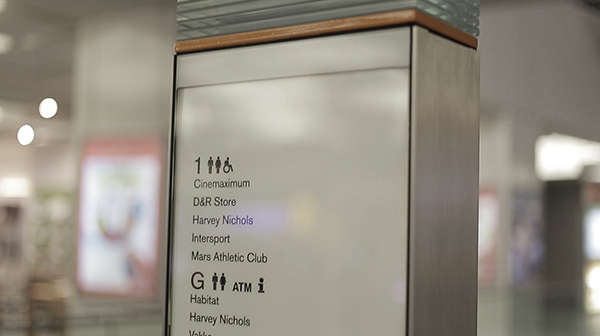 1
Cinemaximum
D&R Store
Harvey Nichols
Intersport
Mars Athletic Club
G ATM i
Habitat
Harvey Nichols